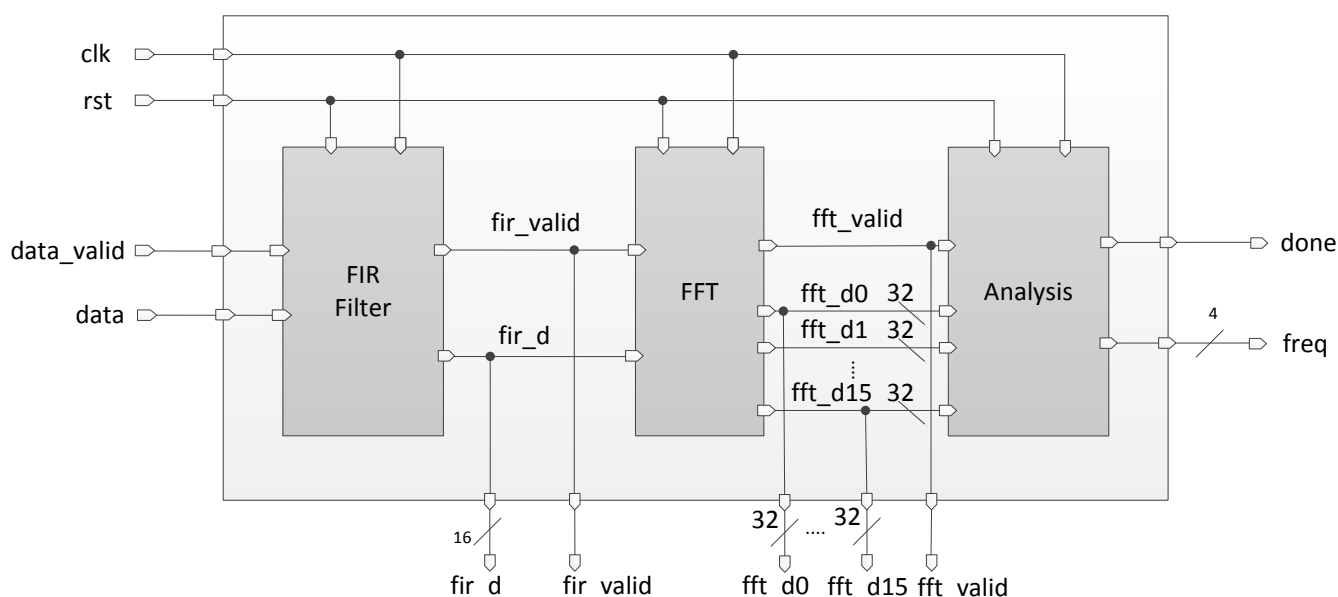 clk
rst
data_valid
data
FIR
Filter
fir_valid
fir_d
FFT
fft_valid
fft_d0 32
fft_d1 32
......
fft_d15 32
Analysis
done
4
freq
16
32 .... 32
fir_d fir_valid fft_d0 fft_d15 fft_valid